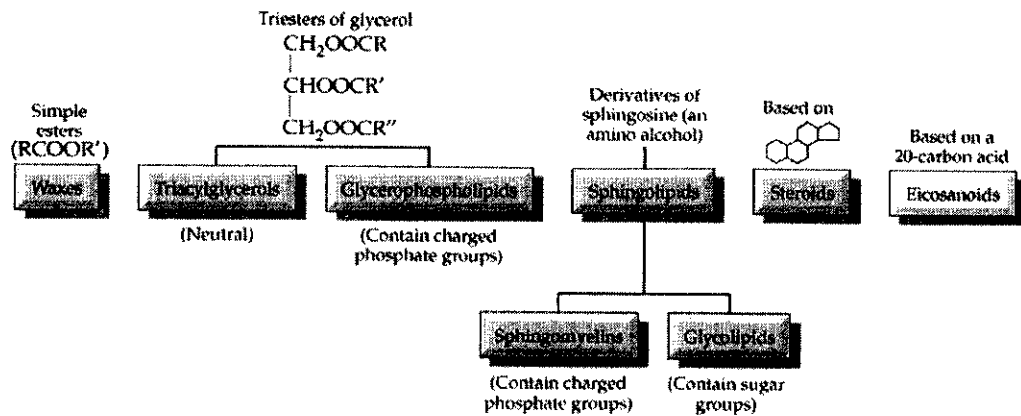 Triesters of glycerol
CH₂OOCR
CHOOCR'
CH₂OOCR''
Simple
esters
(RCOOR')
Waxes
Triacylglycerols
(Neutral)
Glycerophospholipids
(Contain charged
phosphate groups)
Derivatives of
sphingosine (an
amino alcohol)
Sphingolipids
Based on
Steroids
Based on a
20-carbon acid
Eicosanoids
Sphingomyelins
(Contain charged
phosphate groups)
Glycolipids
(Contain sugar
groups)